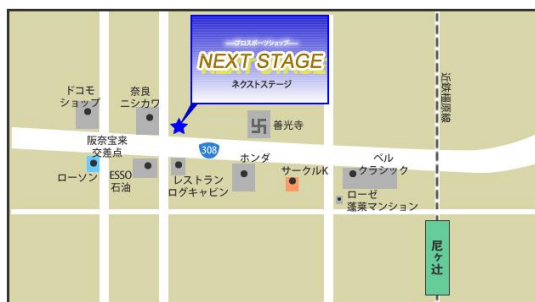 プロスポーツショップ
NEXT STAGE
ネクストステージ
ドコモ
ショップ
奈良
ニシカワ
善光寺
近鉄橿原線
阪奈宝来
交差点
308
ローソン
ESSO
石油
レストラン
ログキャビン
ホンダ
サークルK
ベル
クラシック
ローゼ
蓬莱マンション
尼ヶ辻